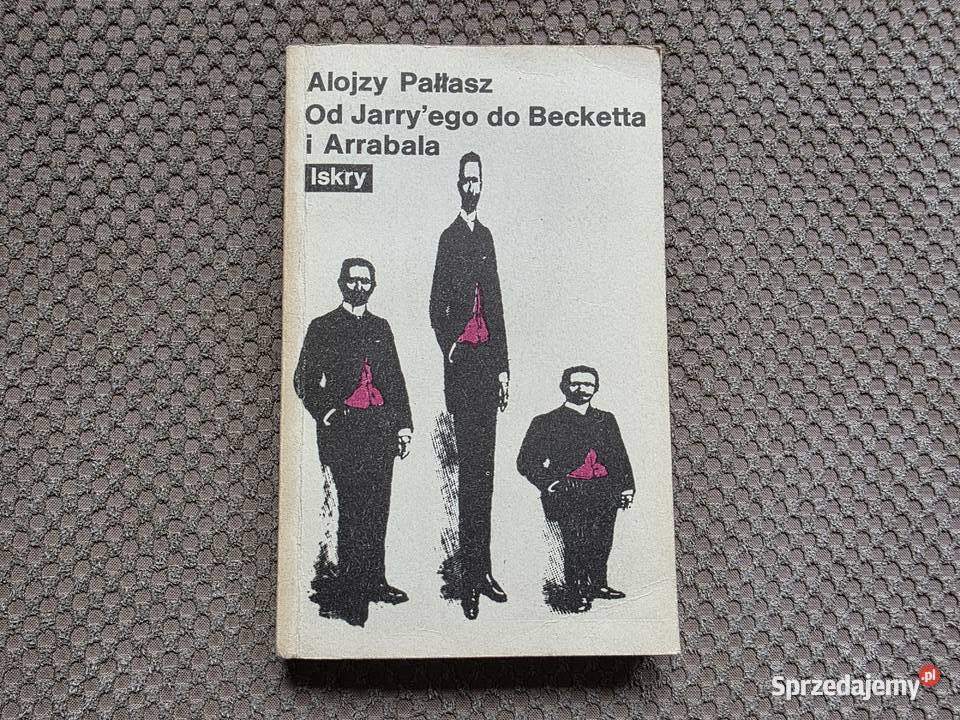 Alojzy Pałłasz
Od Jarry’ego do Becketta
i Arrabala
Iskry
Sprzedajemy.pl